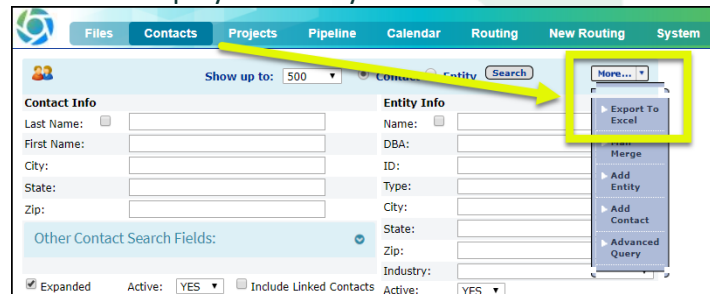 Files Contacts Projects Pipeline Calendar Routing New Routing System
Show up to: 500 Contact Entity Search More...
Contact Info Entity Info
Last Name: Name:
First Name: DBA:
City: ID:
State: Type:
Zip: City:
Other Contact Search Fields: State:
Zip:
Industry:
Expanded Active: YES Include Linked Contacts Active: YES
Export To
Excel
Mail
Merge
Add
Entity
Add
Contact
Advanced
Query